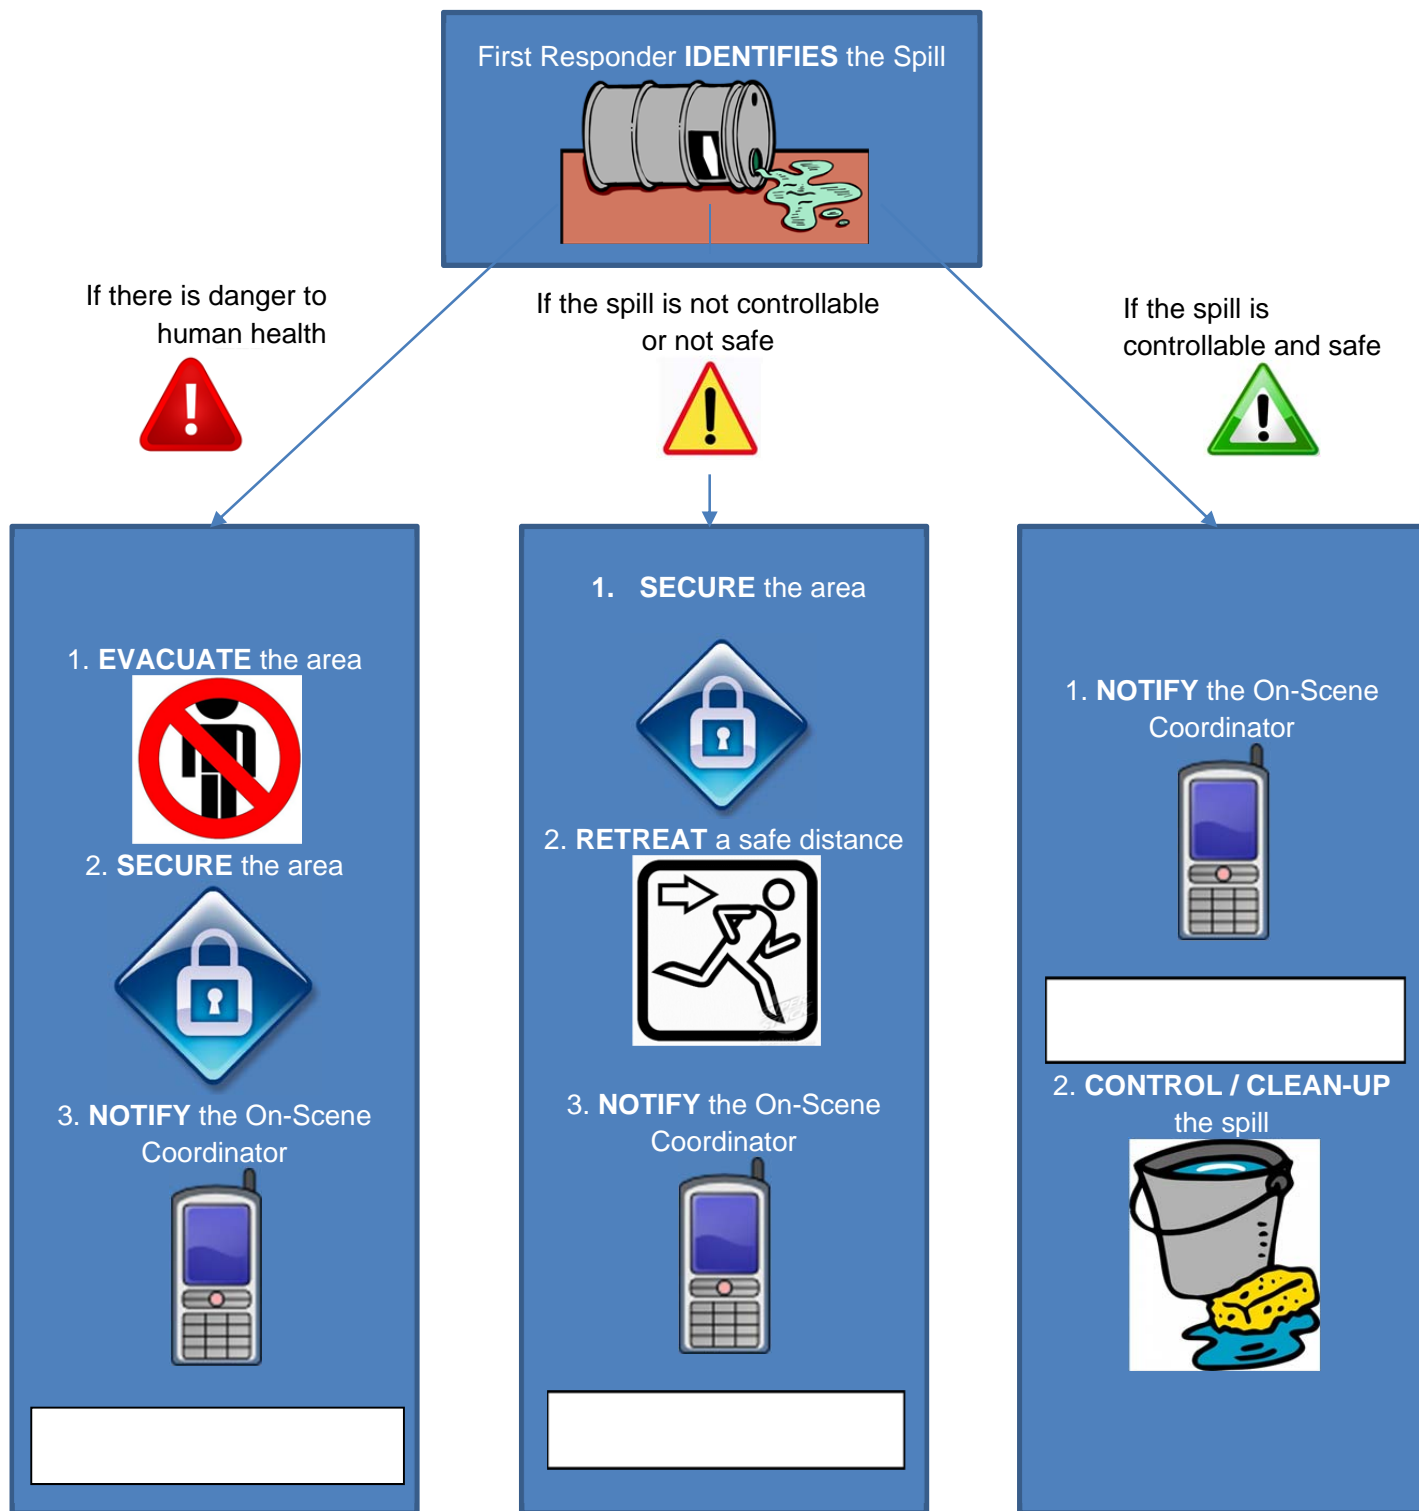 First Responder IDENTIFIES the Spill
If there is danger to
human health
If the spill is not controllable
or not safe
If the spill is
controllable and safe
1. EVACUATE the area
2. SECURE the area
3. NOTIFY the On-Scene
Coordinator
1. SECURE the area
2. RETREAT a safe distance
3. NOTIFY the On-Scene
Coordinator
1. NOTIFY the On-Scene
Coordinator
2. CONTROL / CLEAN-UP
the spill